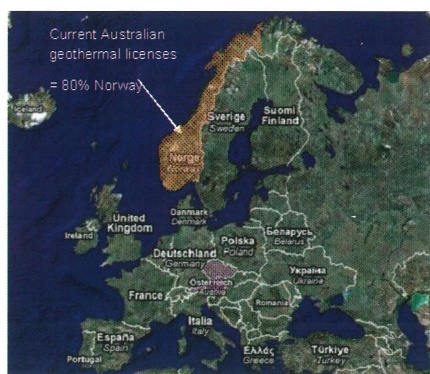 Current Australian
geothermal licenses
= 80% Norway
Iceland
Sverige
Sweden
Suomi
Finland
Norge
Norway
Danmark
Denmark
United
Kingdom
Ireland
Polska
Poland
Беларусь
Belarus
Deutschland
Germany
Україна
Ukraine
Österreich
Austria
France
Romania
Italia
Italy
España
Spain
Portugal
Ελλάς
Greece
Türkiye
Turkey